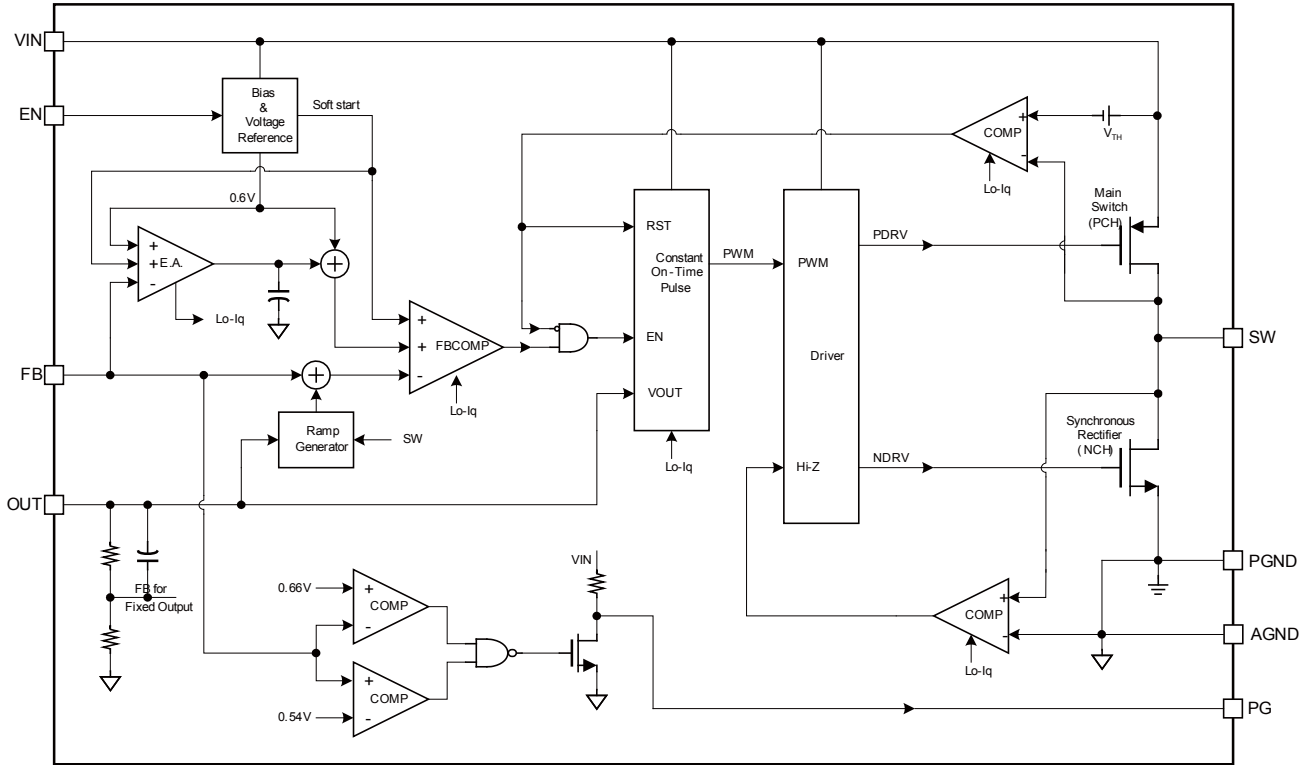 VIN
EN
Bias
&
Voltage
Reference
Soft start
0.6V
+
+
-
E.A.
Lo-Iq
+
FB
+
+
+
-
FBCOMP
Lo-Iq
Ramp
Generator
SW
OUT
FB for
Fixed Output
RST
Constant
On-Time
Pulse
EN
VOUT
Lo-Iq
PWM
PWM
Driver
Hi-Z
PDRV
NDRV
+
-
COMP
Lo-Iq
VTH
Main
Switch
(PCH)
SW
Synchronous
Rectifier
(NCH)
+
-
COMP
Lo-Iq
PGND
AGND
0.66V
+
-
COMP
0.54V
+
-
COMP
VIN
PG